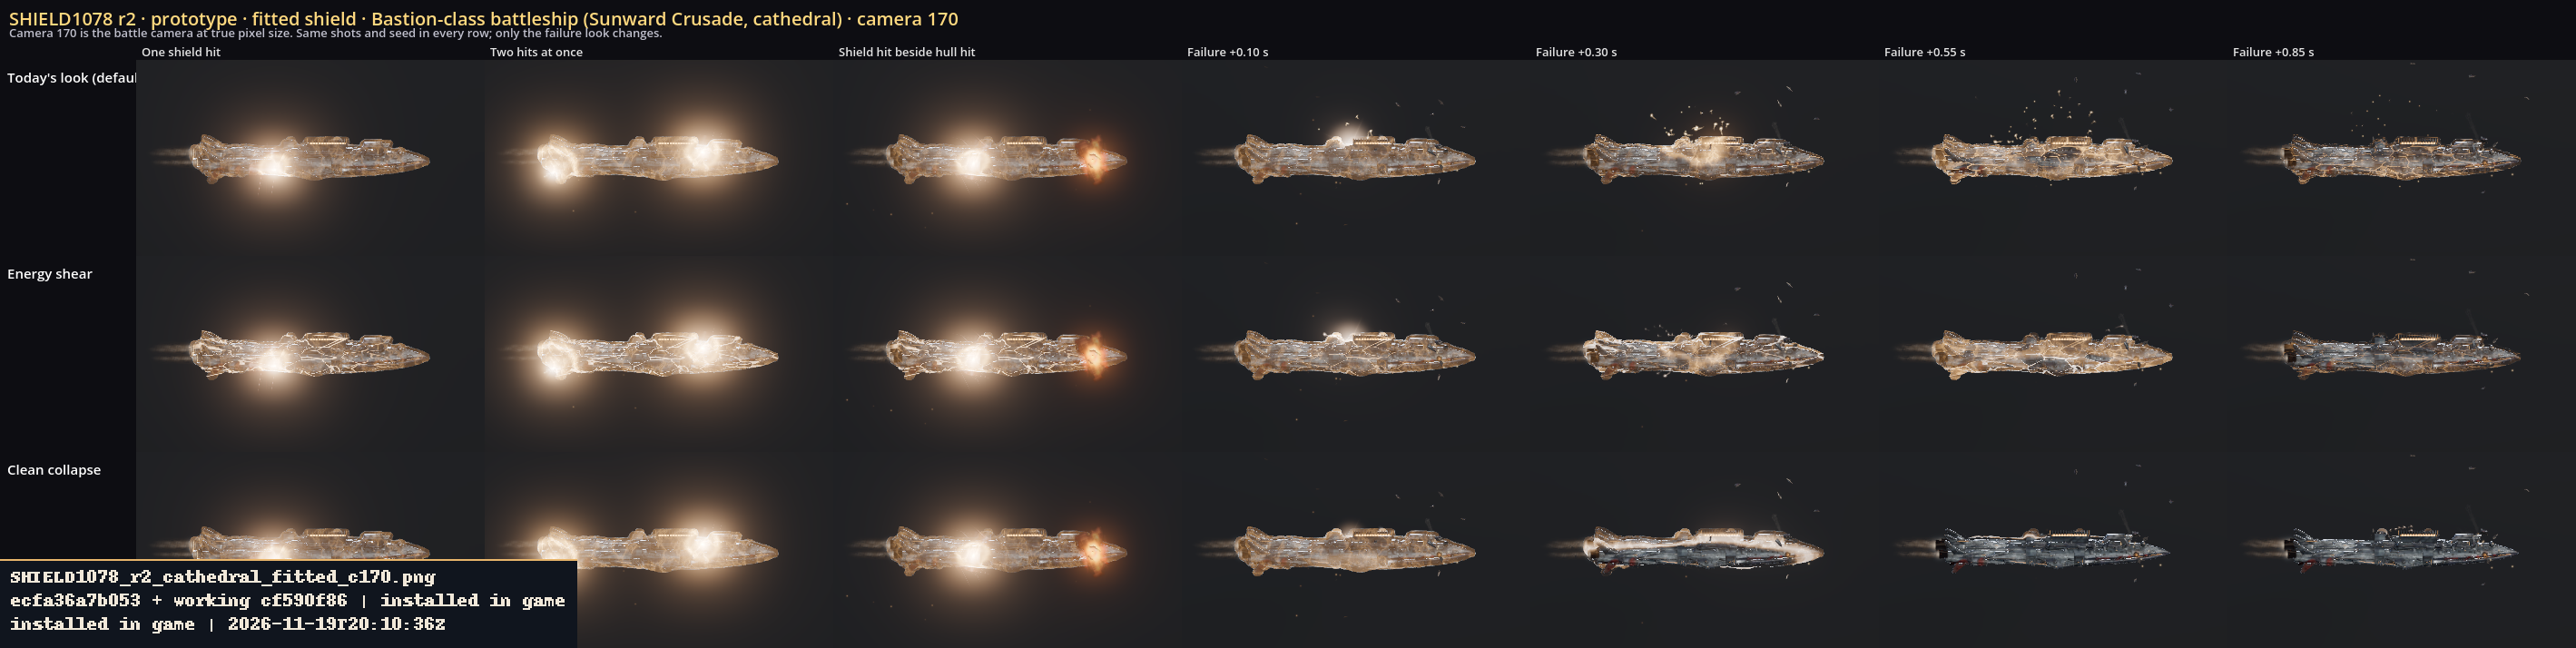 SHIELD1078 r2 · prototype · fitted shield · Bastion-class battleship (Sunward Crusade, cathedral) · camera 170
Camera 170 is the battle camera at true pixel size. Same shots and seed in every row; only the failure look changes.
One shield hit
Two hits at once
Shield hit beside hull hit
Failure +0.10 s
Failure +0.30 s
Failure +0.55 s
Failure +0.85 s
Today's look (defaul
Energy shear
Clean collapse
SHIELD1078_r2_cathedral_fitted_c170.png
ecfa36a7b053 + working cf590f86 | installed in game
installed in game | 2026-11-19T20:10:36Z